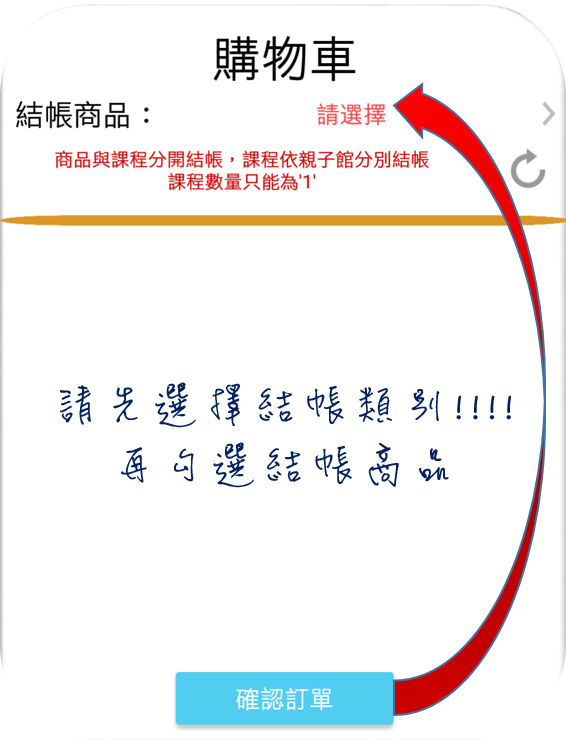 購物車
結帳商品：
請選擇
商品與課程分開結帳，課程依親子館分別結帳
課程數量只能為'1'
請先選擇結帳類別!!!!
再勾選結帳商品
確認訂單